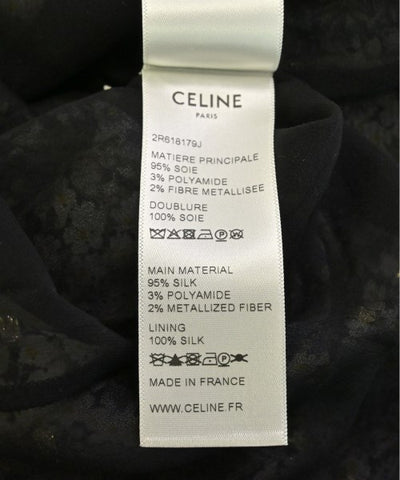 CELINE
PARIS
2R618179J
MATIERE PRINCIPALE
95% SOIE
3% POLYAMIDE
2% FIBRE METALLISEE
DOUBLURE
100% SOIE
MAIN MATERIAL
95% SILK
3% POLYAMIDE
2% METALLIZED FIBER
LINING
100% SILK
MADE IN FRANCE
WWW.CELINE.FR